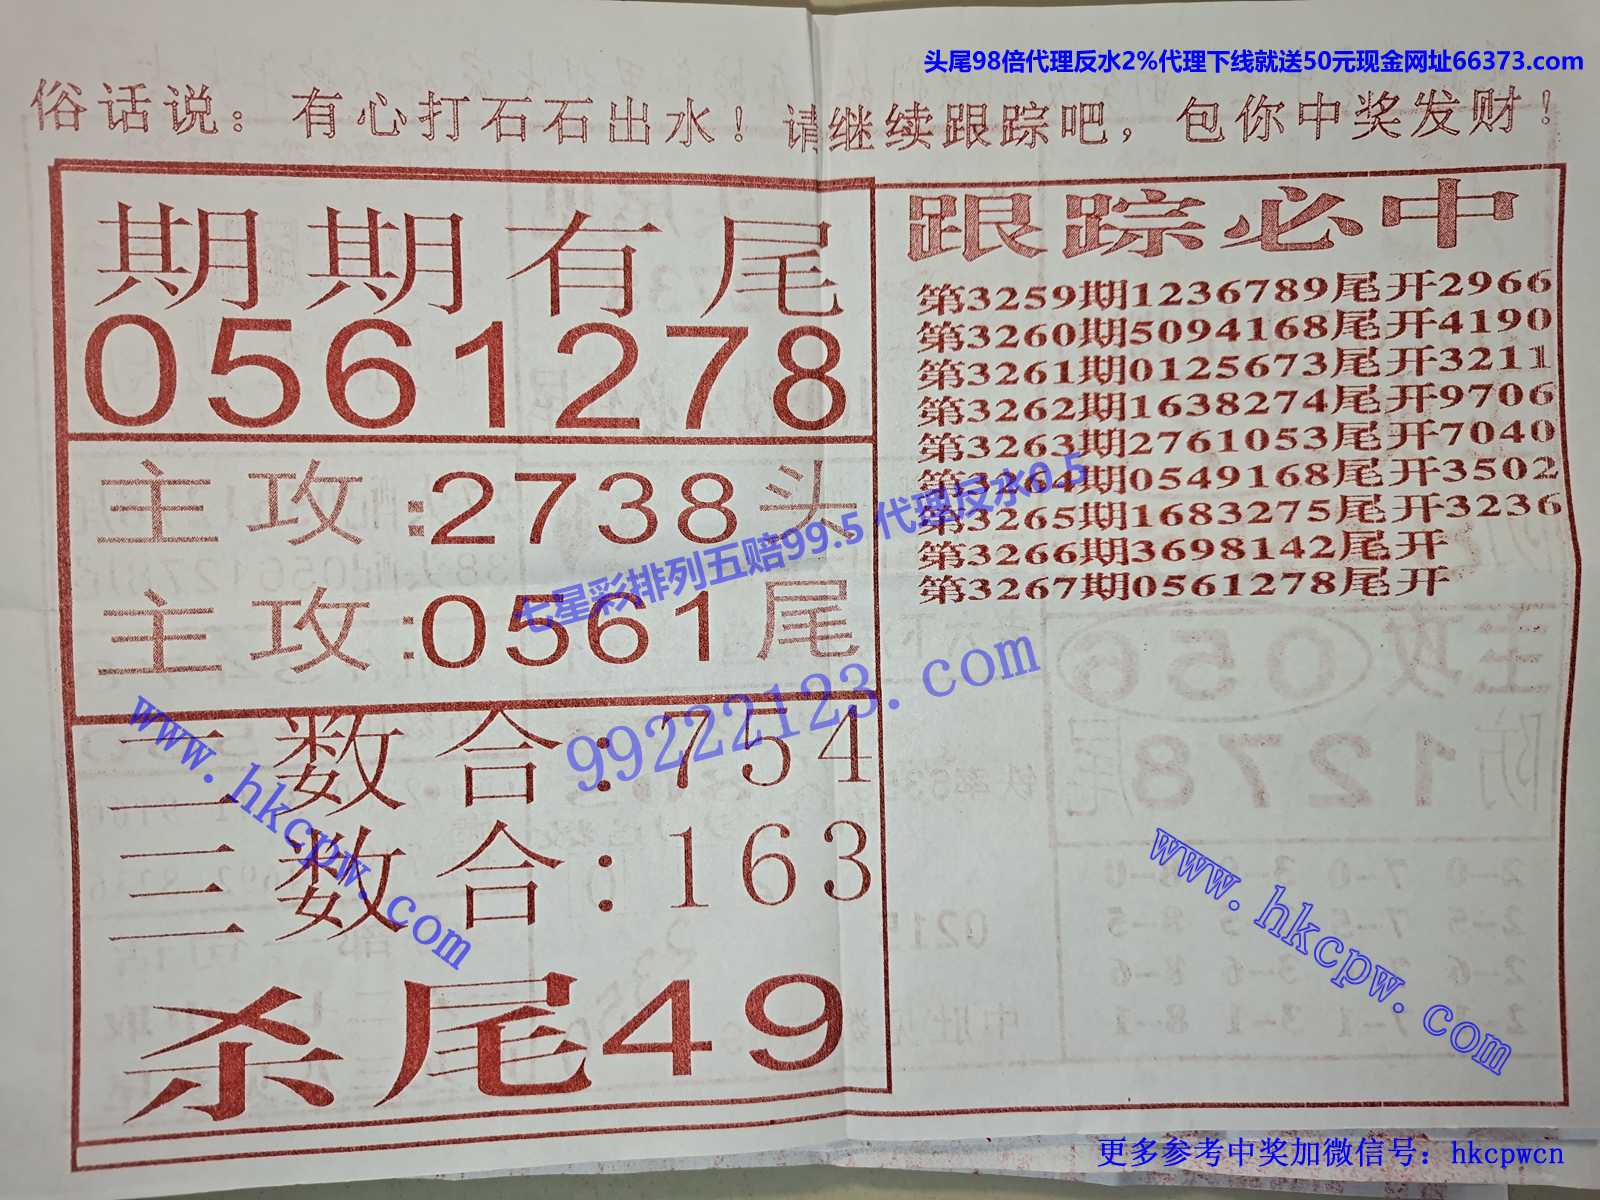 头尾98倍代理反水2%代理下线就送50元现金网址66373.com
俗话说：有心打石石出水！请继续跟踪吧，包你中奖发财！
期期有尾
0561278
主攻:2738头
主攻:0561尾
二数合:754
三数合:163
杀尾49
跟踪必中
第3259期1236789尾开2966
第3260期5094168尾开4190
第3261期0125673尾开3211
第3262期1638274尾开9706
第3263期2761053尾开7040
第3264期0549168尾开3502
第3265期1683275尾开3236
第3266期3698142尾开
第3267期0561278尾开
七星彩排列五赔99.5 代理反水0.5
99222123.com
www.hkcpw.com
www.hkcpw.com
更多参考中奖加微信号：hkcpwcn